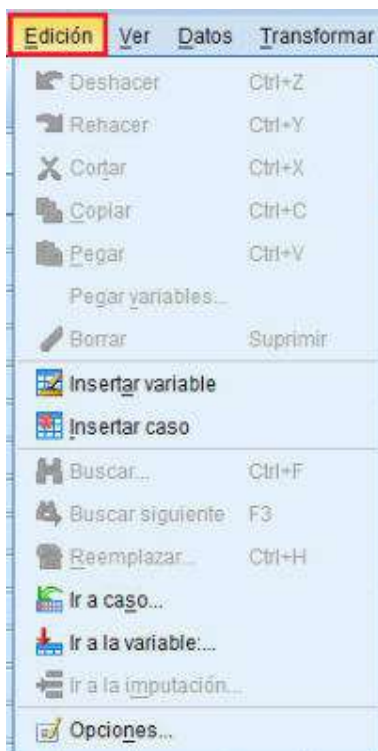 Edición Ver Datos Transformar
Deshacer Ctrl+Z
Rehacer Ctrl+Y
Cortar Ctrl+X
Copiar Ctrl+C
Pegar Ctrl+V
Pegar variables...
Borrar Suprimir
Insertar variable
Insertar caso
Buscar... Ctrl+F
Buscar siguiente F3
Reemplazar... Ctrl+H
Ir a caso...
Ir a la variable:...
Ir a la imputación...
Opciones...